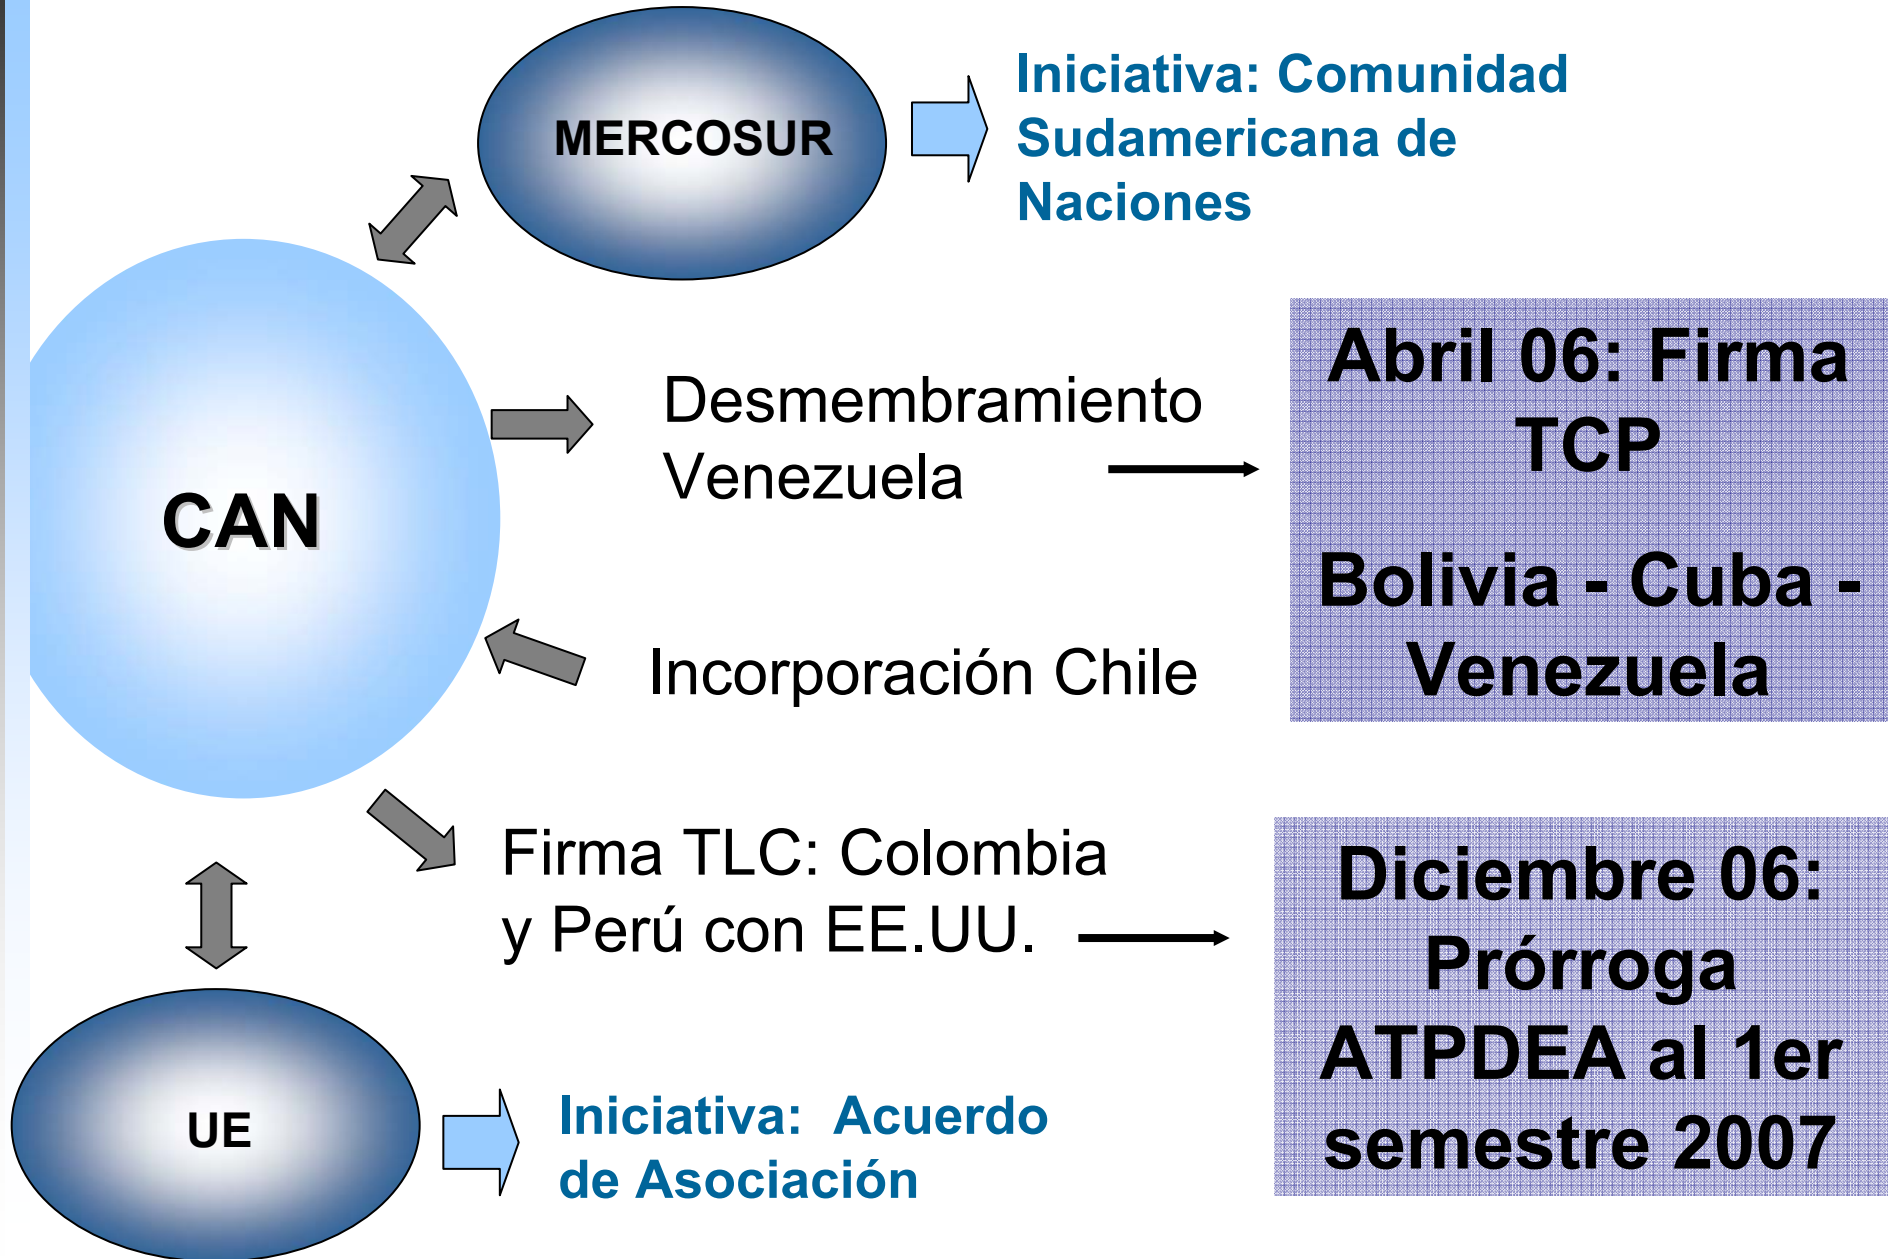 MERCOSUR
Iniciativa: Comunidad
Sudamericana de
Naciones
CAN
Desmembramiento
Venezuela
Abril 06: Firma
TCP
Bolivia - Cuba -
Venezuela
Incorporación Chile
Firma TLC: Colombia
y Perú con EE.UU.
Diciembre 06:
Prórroga
ATPDEA al 1er
semestre 2007
UE
Iniciativa:  Acuerdo
de Asociación